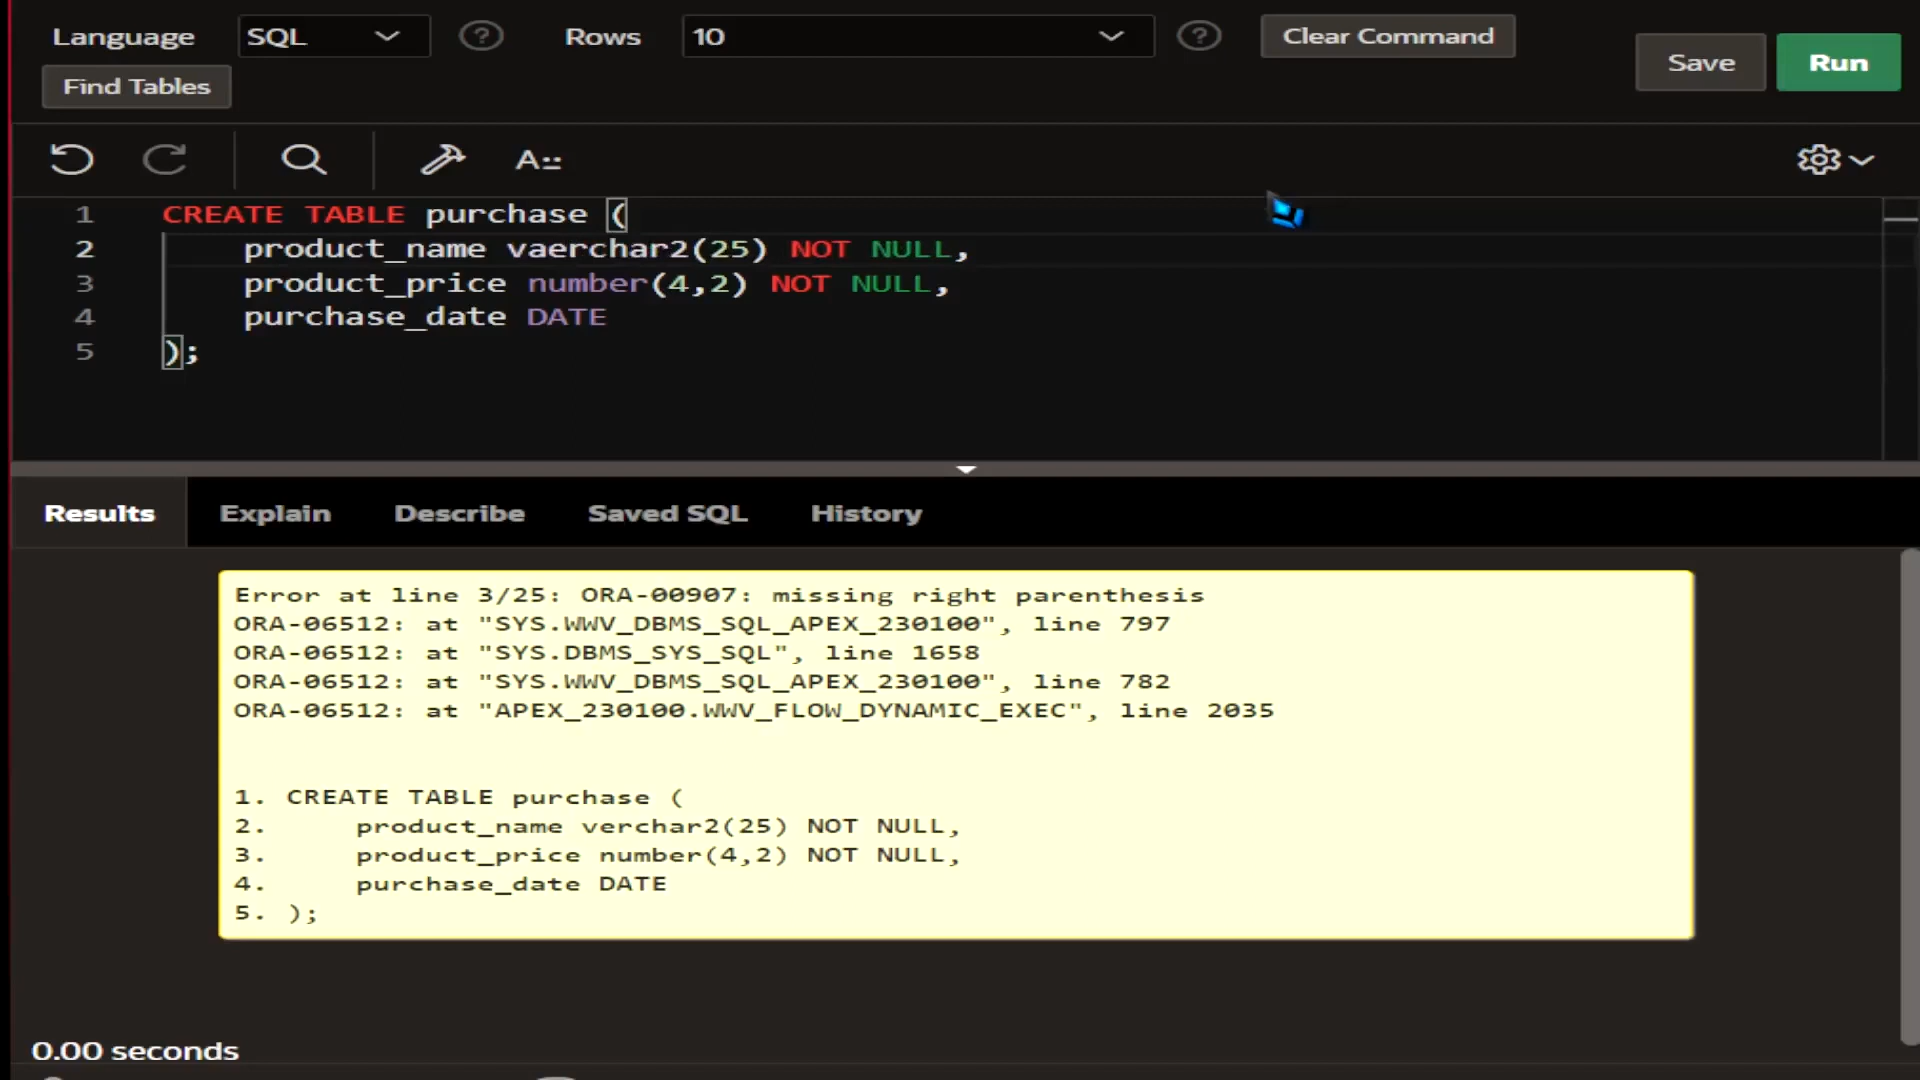 Language SQL ? Rows 10 ? Clear Command Save Run
Find Tables
A::
1 CREATE TABLE purchase (
2 product_name vaerchar2(25) NOT NULL,
3 product_price number(4,2) NOT NULL,
4 purchase_date DATE
5 );
Results Explain Describe Saved SQL History
Error at line 3/25: ORA-00907: missing right parenthesis
ORA-06512: at "SYS.WWV_DBMS_SQL_APEX_230100", line 797
ORA-06512: at "SYS.DBMS_SYS_SQL", line 1658
ORA-06512: at "SYS.WWV_DBMS_SQL_APEX_230100", line 782
ORA-06512: at "APEX_230100.WWV_FLOW_DYNAMIC_EXEC", line 2035
1. CREATE TABLE purchase (
2. product_name verchar2(25) NOT NULL,
3. product_price number(4,2) NOT NULL,
4. purchase_date DATE
5. );
0.00 seconds